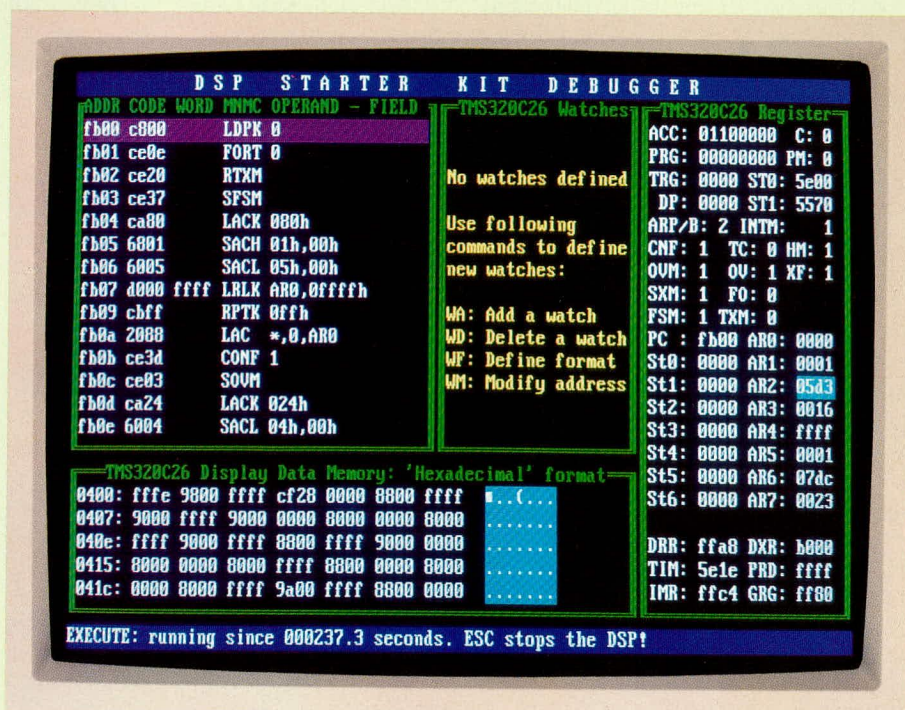 DSP STARTER KIT DEBUGGER
ADDR CODE WORD MNMC OPERAND - FIELD
fb00 c800 LDPK 0
fb01 ce0e FORT 0
fb02 ce20 RTXM
fb03 ce37 SFSM
fb04 ca80 LACK 080h
fb05 6801 SACH 01h,00h
fb06 6005 SACL 05h,00h
fb07 d000 ffff LRLK AR0,0ffffh
fb09 cbff RPTK 0ffh
fb0a 2088 LAC *,0,AR0
fb0b ce3d CONF 1
fb0c ce03 SOVM
fb0d ca24 LACK 024h
fb0e 6004 SACL 04h,00h
TMS320C26 Watches
No watches defined
Use following
commands to define
new watches:
WA: Add a watch
WD: Delete a watch
WF: Define format
WM: Modify address
TMS320C26 Register
ACC: 01100000 C: 0
PRG: 00000000 PM: 0
TRG: 0000 ST0: 5e00
DP: 0000 ST1: 5570
ARP/B: 2 INTM: 1
CNF: 1 TC: 0 HM: 1
OVM: 1 OV: 1 XF: 1
SXM: 1 FO: 0
FSM: 1 TXM: 0
PC : fb00 AR0: 0000
St0: 0000 AR1: 0001
St1: 0000 AR2: 05d3
St2: 0000 AR3: 0016
St3: 0000 AR4: ffff
St4: 0000 AR5: 0001
St5: 0000 AR6: 07dc
St6: 0000 AR7: 0023
DRR: ffa8 DXR: b000
TIM: 5e1e PRD: ffff
IMR: ffc4 GRG: ff80
TMS320C26 Display Data Memory: 'Hexadecimal' format
0400: fffe 9800 ffff cf28 0000 8800 ffff ■..(...
0407: 9000 ffff 9000 0000 8000 0000 8000 .......
040e: ffff 9000 ffff 8800 ffff 9000 0000 .......
0415: 8000 0000 8000 ffff 8800 0000 8000 .......
041c: 0000 8000 ffff 9a00 ffff 8800 0000 .......
EXECUTE: running since 000237.3 seconds. ESC stops the DSP!